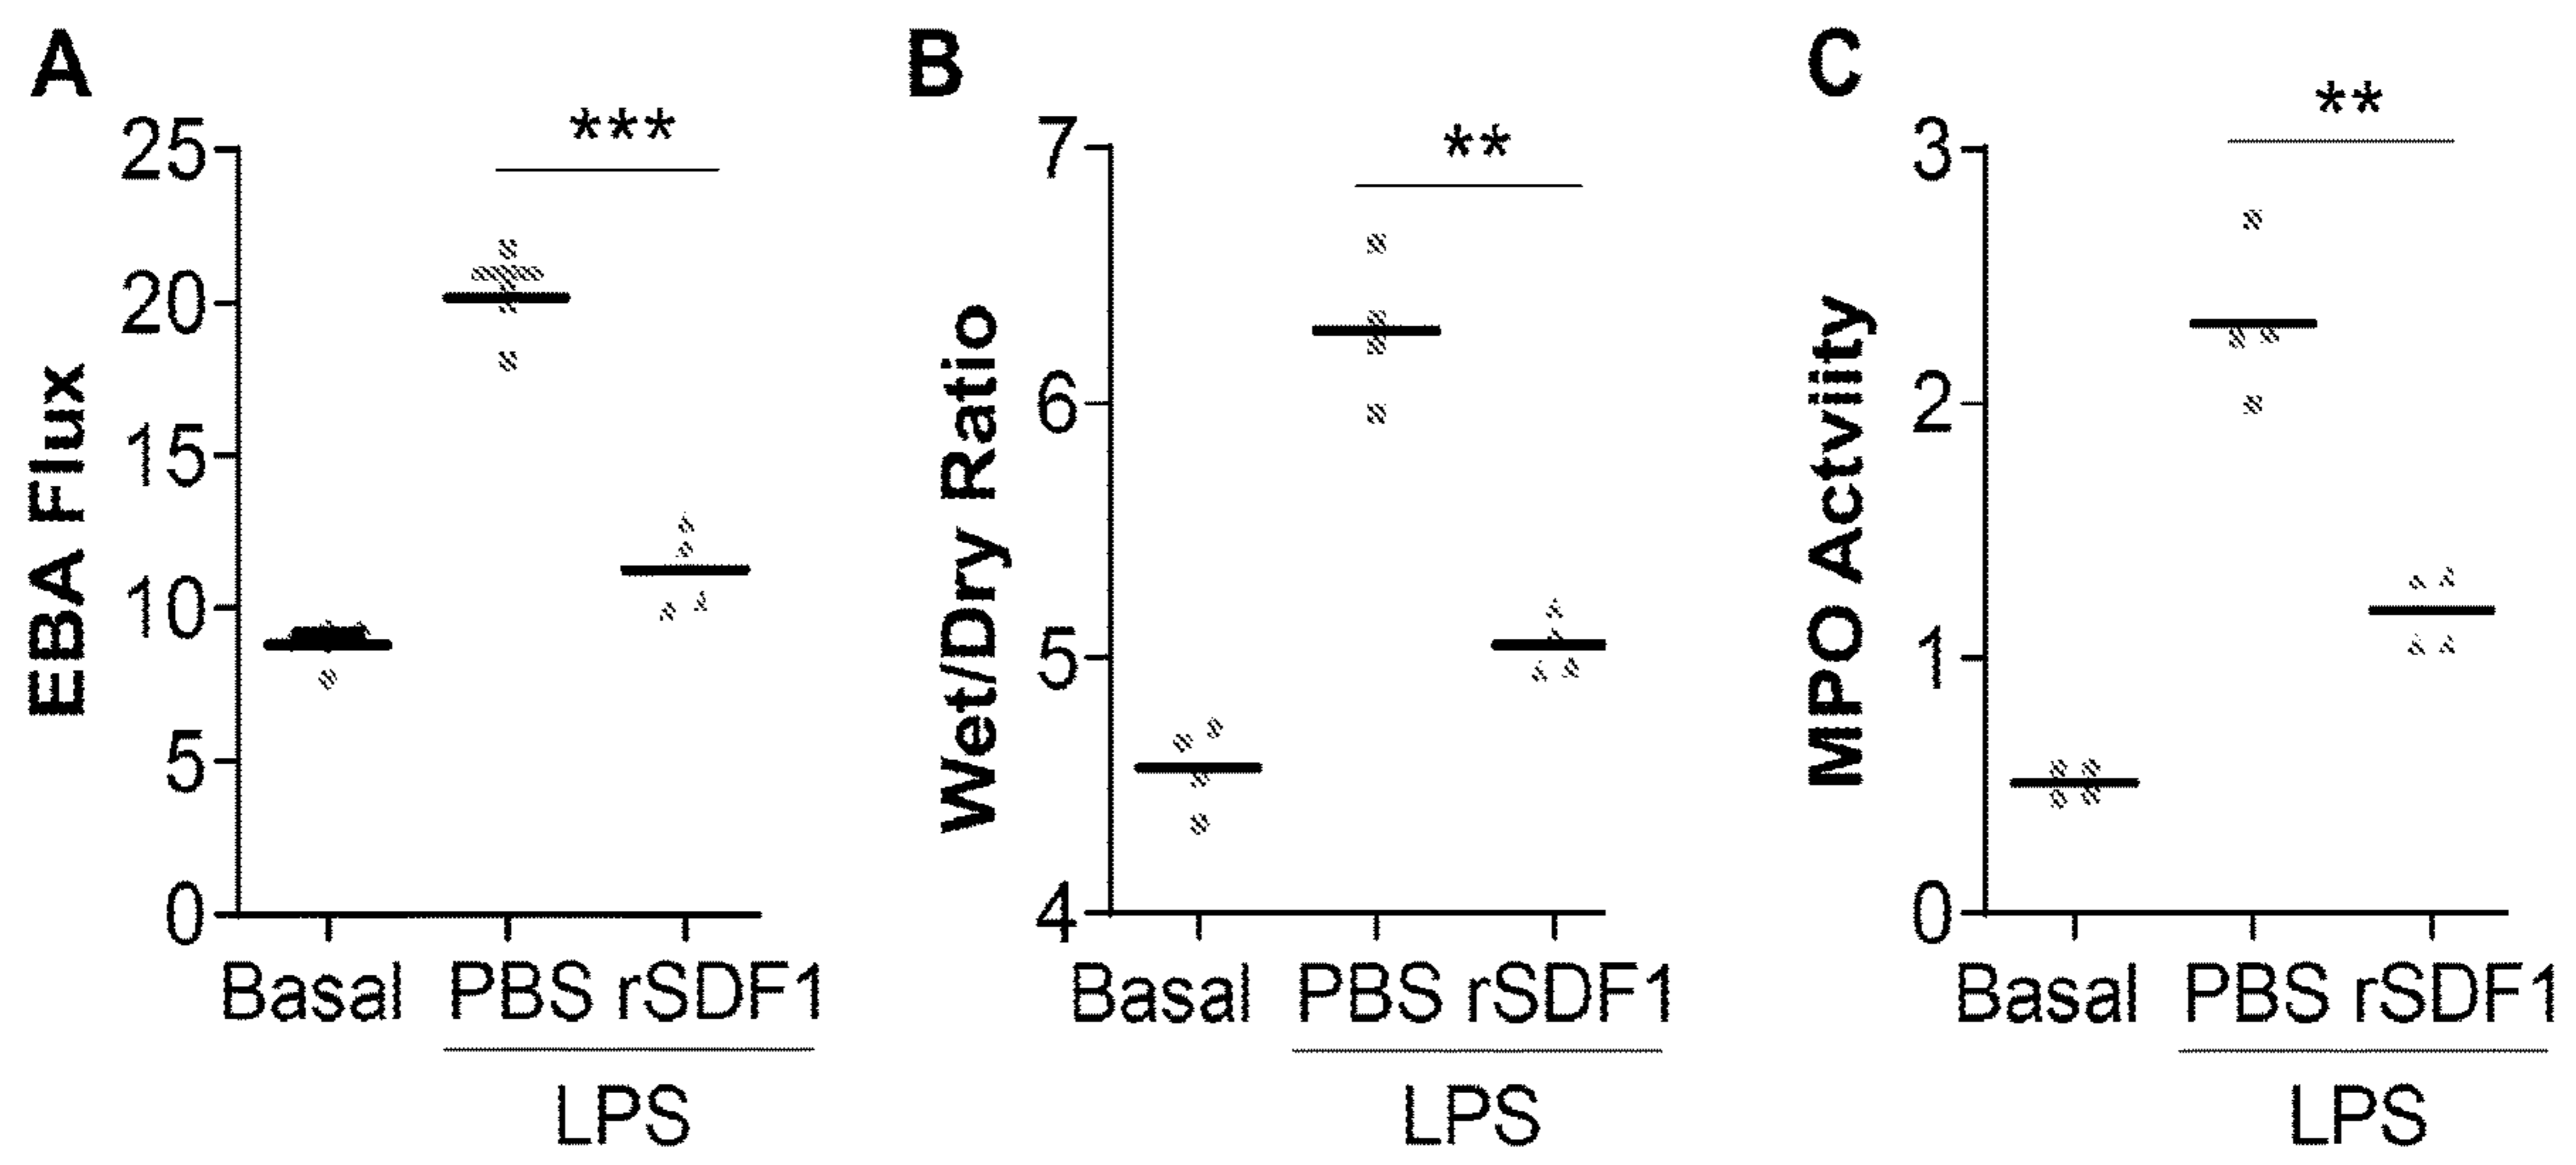 A
***
25
20
15
10
5
0
EBA Flux
Basal PBS rSDF1
LPS
B
**
7
6
5
4
Wet/Dry Ratio
Basal PBS rSDF1
LPS
C
**
3
2
1
0
MPO Actviity
Basal PBS rSDF1
LPS